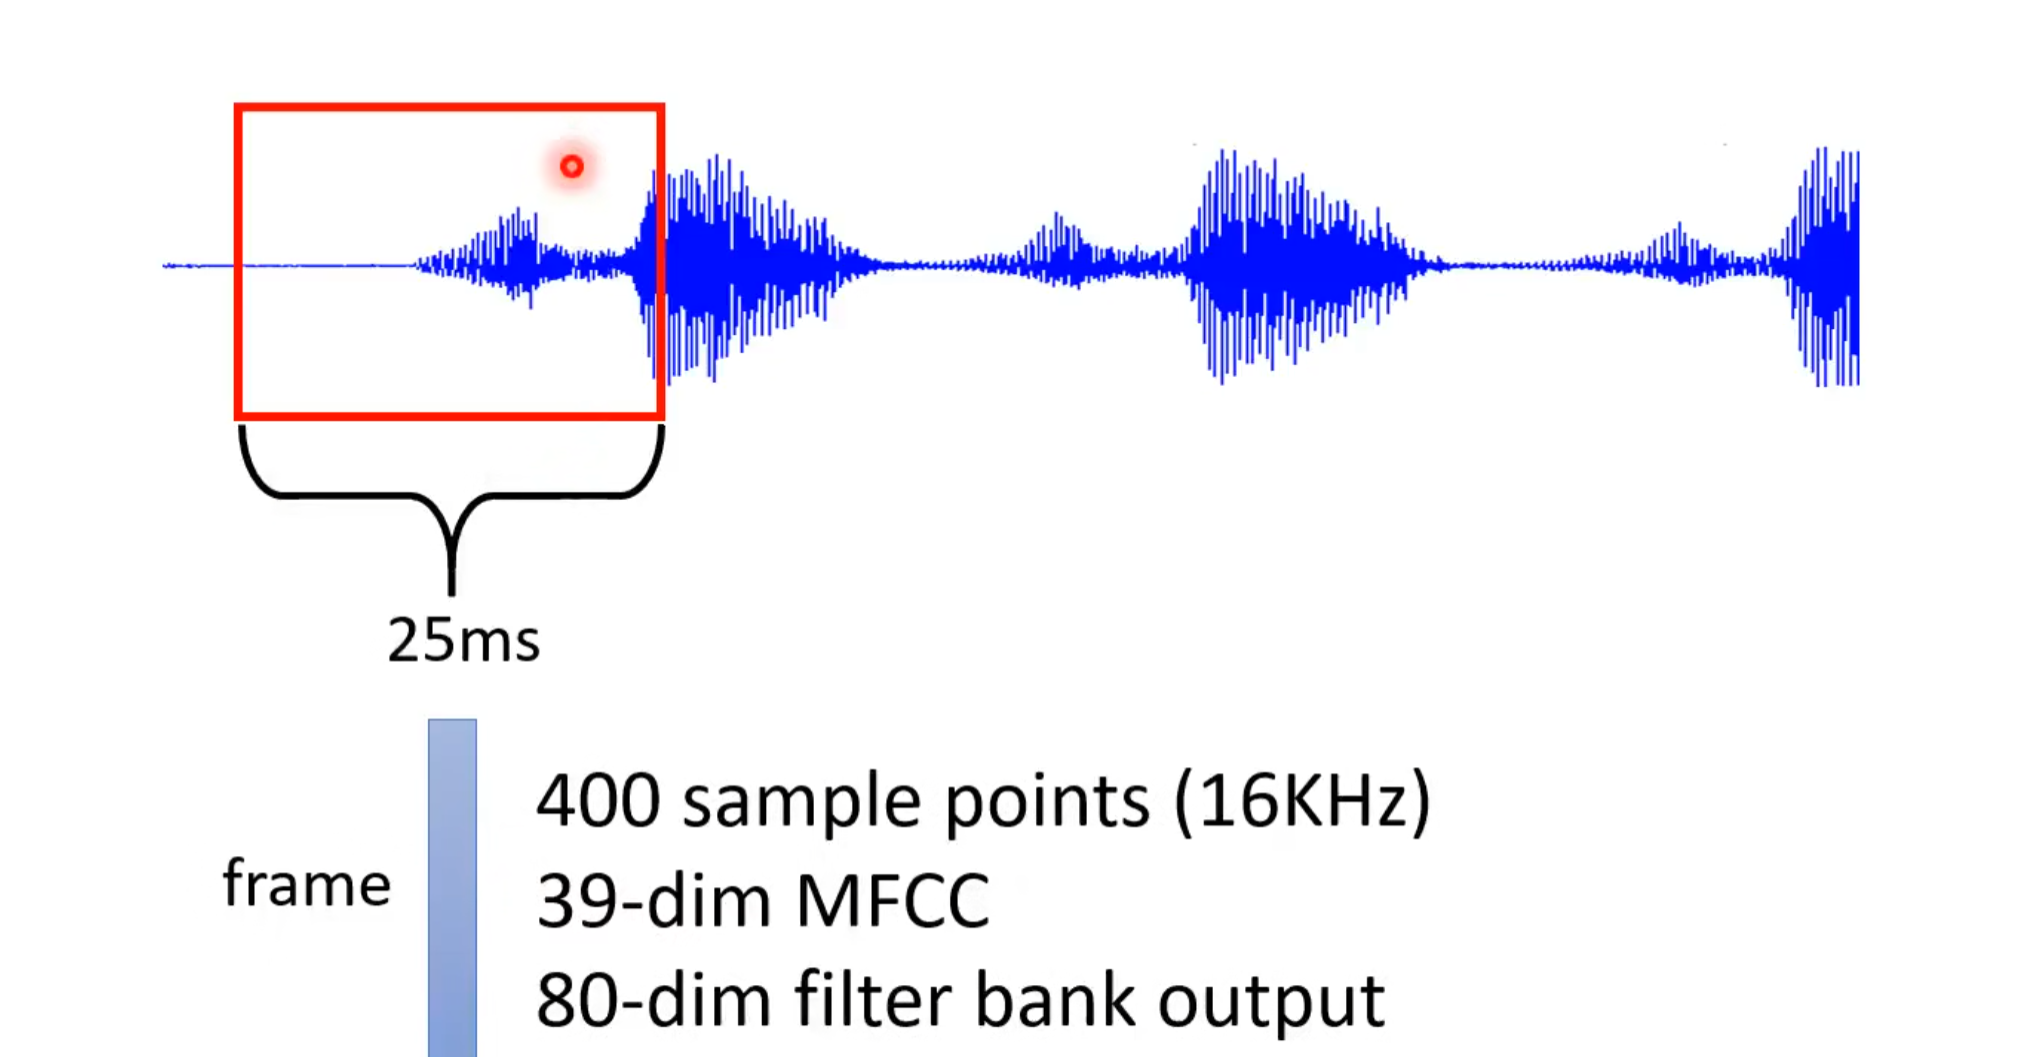 25ms
400 sample points (16KHz)
frame
39-dim MFCC
80-dim filter bank output